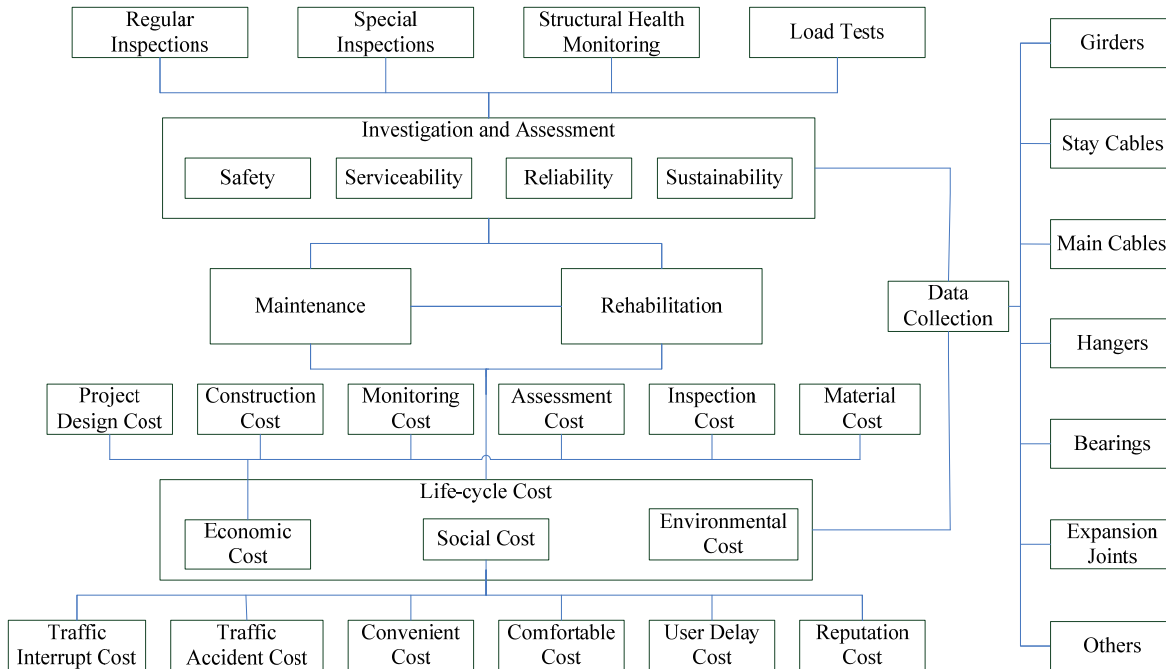 Regular
Inspections
Special
Inspections
Structural Health
Monitoring
Load Tests
Investigation and Assessment
Safety
Serviceability
Reliability
Sustainability
Maintenance
Rehabilitation
Data
Collection
Project
Design Cost
Construction
Cost
Monitoring
Cost
Assessment
Cost
Inspection
Cost
Material
Cost
Life-cycle Cost
Economic
Cost
Social Cost
Environmental
Cost
Traffic
Interrupt Cost
Traffic
Accident Cost
Convenient
Cost
Comfortable
Cost
User Delay
Cost
Reputation
Cost
Girders
Stay Cables
Main Cables
Hangers
Bearings
Expansion
Joints
Others